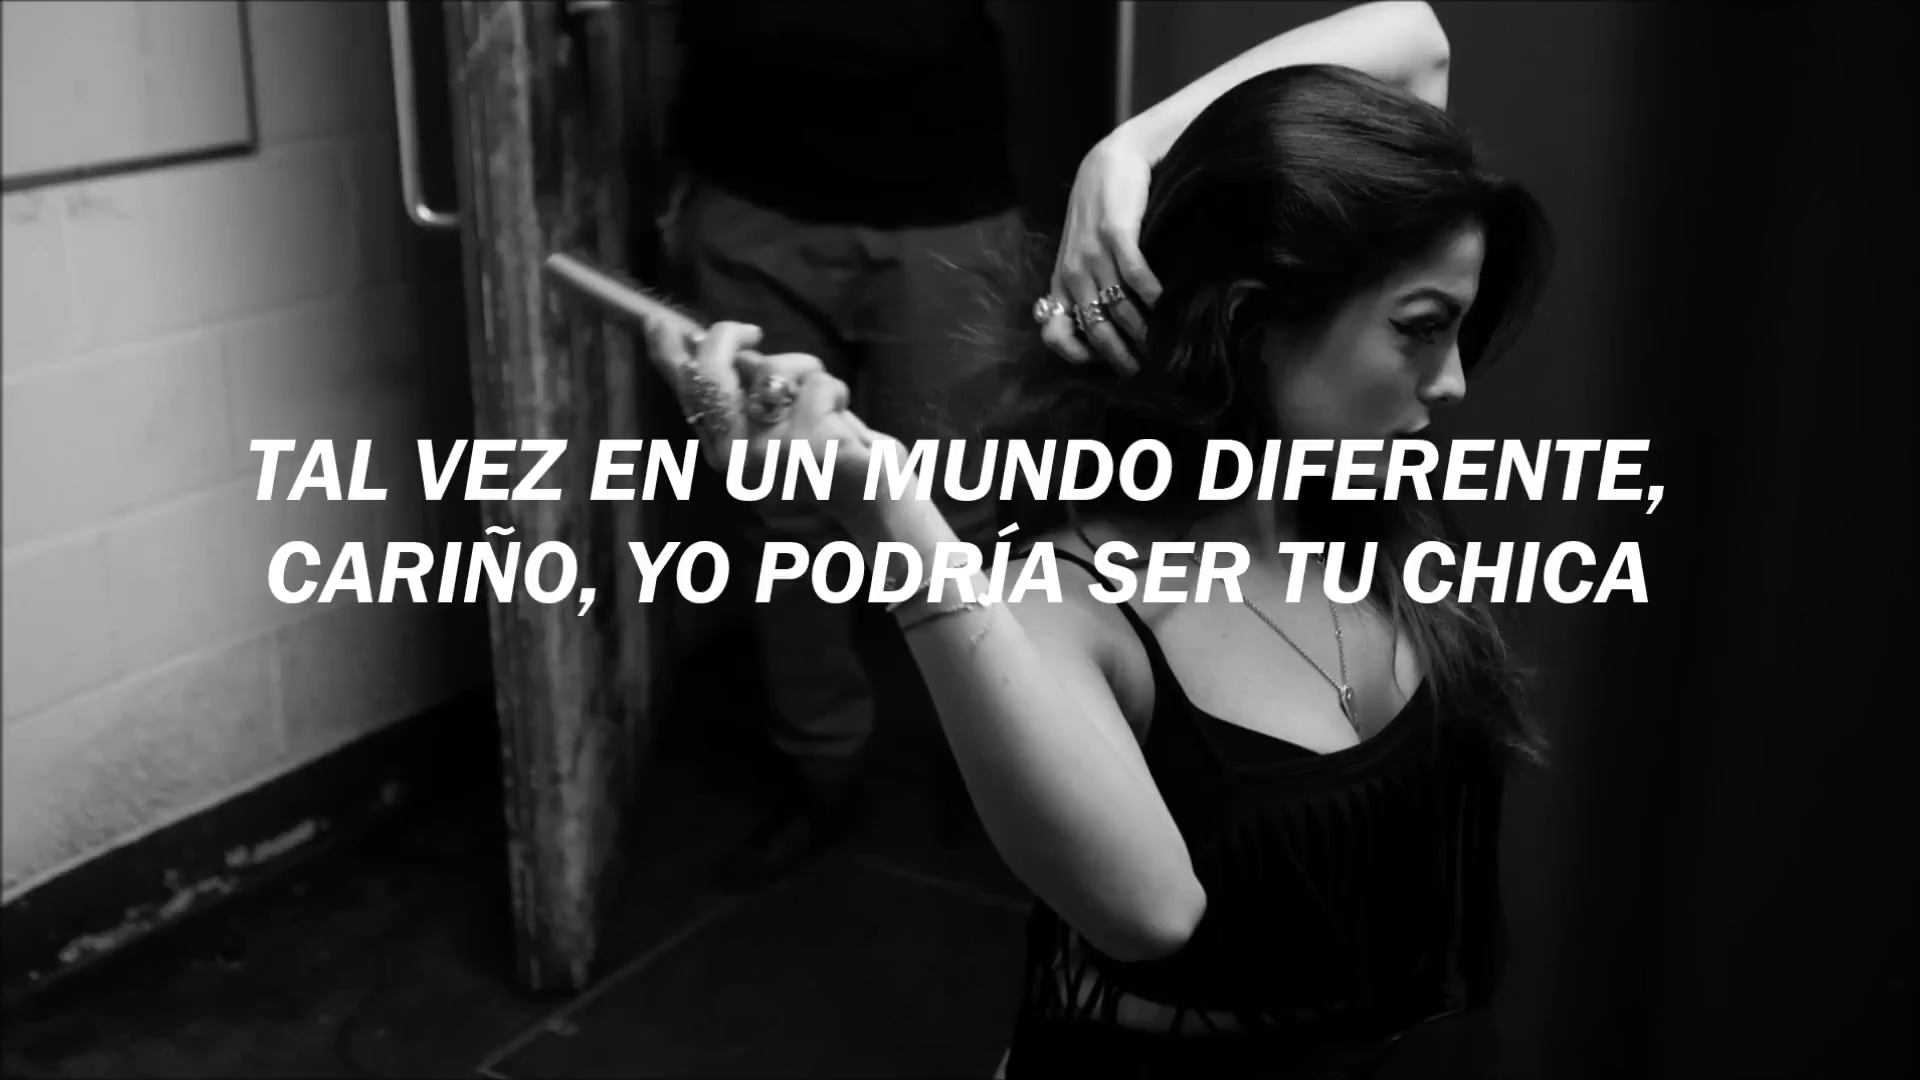 TAL VEZ EN UN MUNDO DIFERENTE,
CARIÑO, YO PODRÍA SER TU CHICA